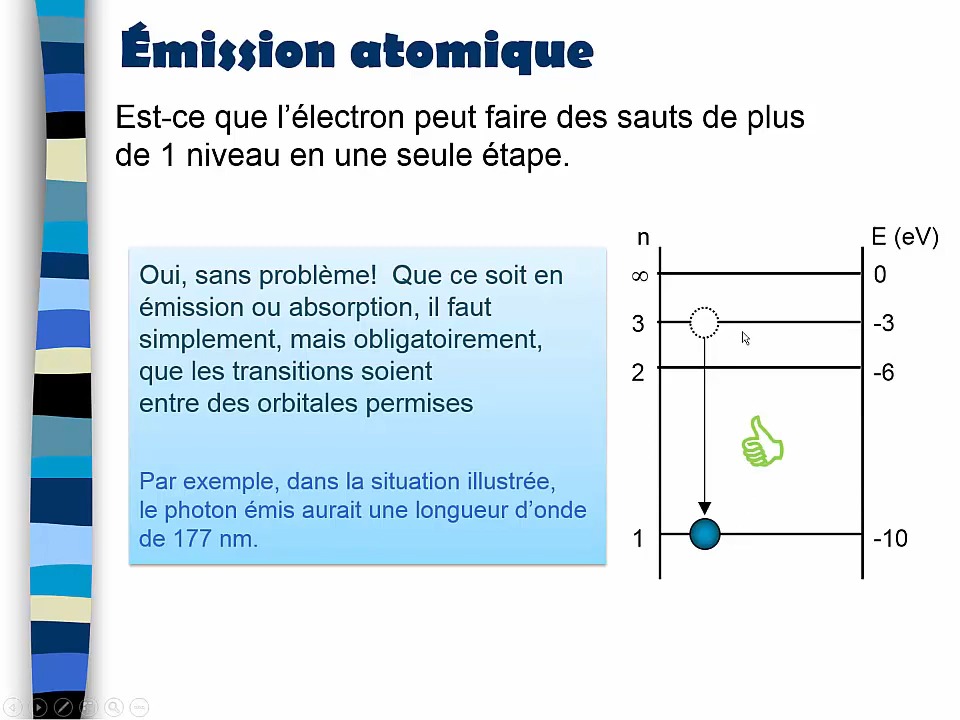 Émission atomique
Est-ce que l’électron peut faire des sauts de plus
de 1 niveau en une seule étape.
Oui, sans problème! Que ce soit en
émission ou absorption, il faut
simplement, mais obligatoirement,
que les transitions soient
entre des orbitales permises
Par exemple, dans la situation illustrée,
le photon émis aurait une longueur d’onde
de 177 nm.
n E (eV)
∞ 0
3 -3
2 -6
1 -10